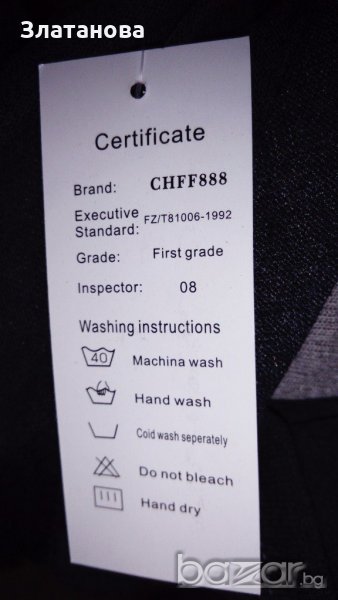 Златанова
Certificate
Brand: CHFF888
Executive Standard: FZ/T81006-1992
Grade: First grade
Inspector: 08
Washing instructions
40 Machina wash
Hand wash
Coid wash seperately
Do not bleach
Hand dry
bazar.bg